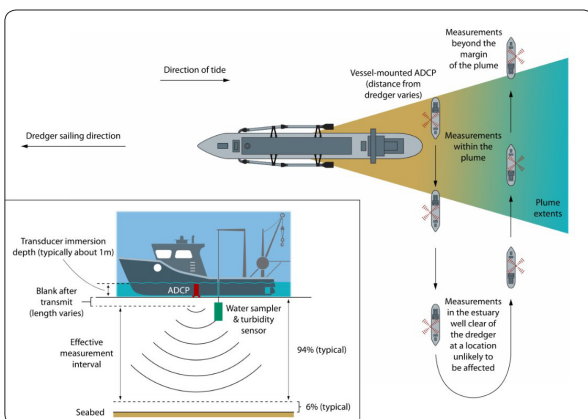 Direction of tide
Dredger sailing direction
Vessel-mounted ADCP
(distance from
dredger varies)
Measurements
beyond the
margin
of the plume
Measurements
within the
plume
Plume
extents
Measurements
in the estuary
well clear of
the dredger
at a location
unlikely to
be affected
Transducer immersion
depth (typically about 1m)
Blank after
transmit
(length varies)
ADCP
Water sampler
& turbidity
sensor
Effective
measurement
interval
94% (typical)
6% (typical)
Seabed